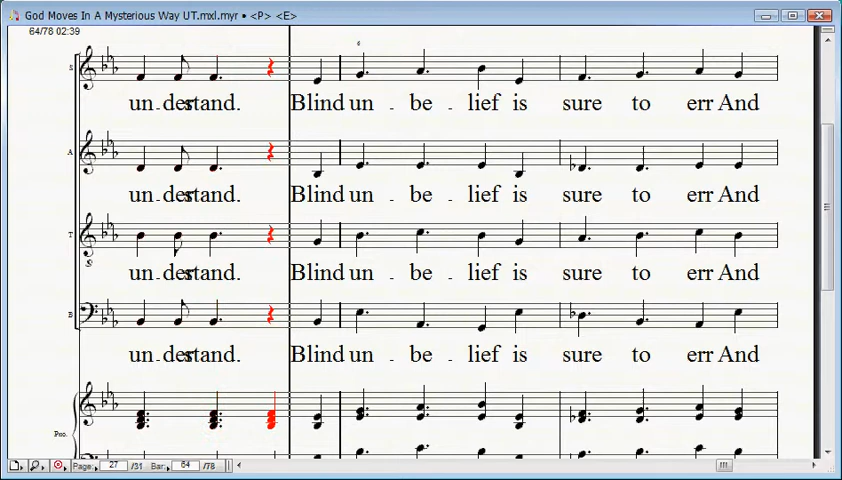 God Moves In A Mysterious Way UT.mxl.myr • <P> <E>
64/78 02:39
6
S
un - derstand. Blind un - be - lief is sure to err And
A
un - derstand. Blind un - be - lief is sure to err And
T
8
un - derstand. Blind un - be - lief is sure to err And
B
un - derstand. Blind un - be - lief is sure to err And
Pno.
Page: 27 /31 Bar: 64 /78